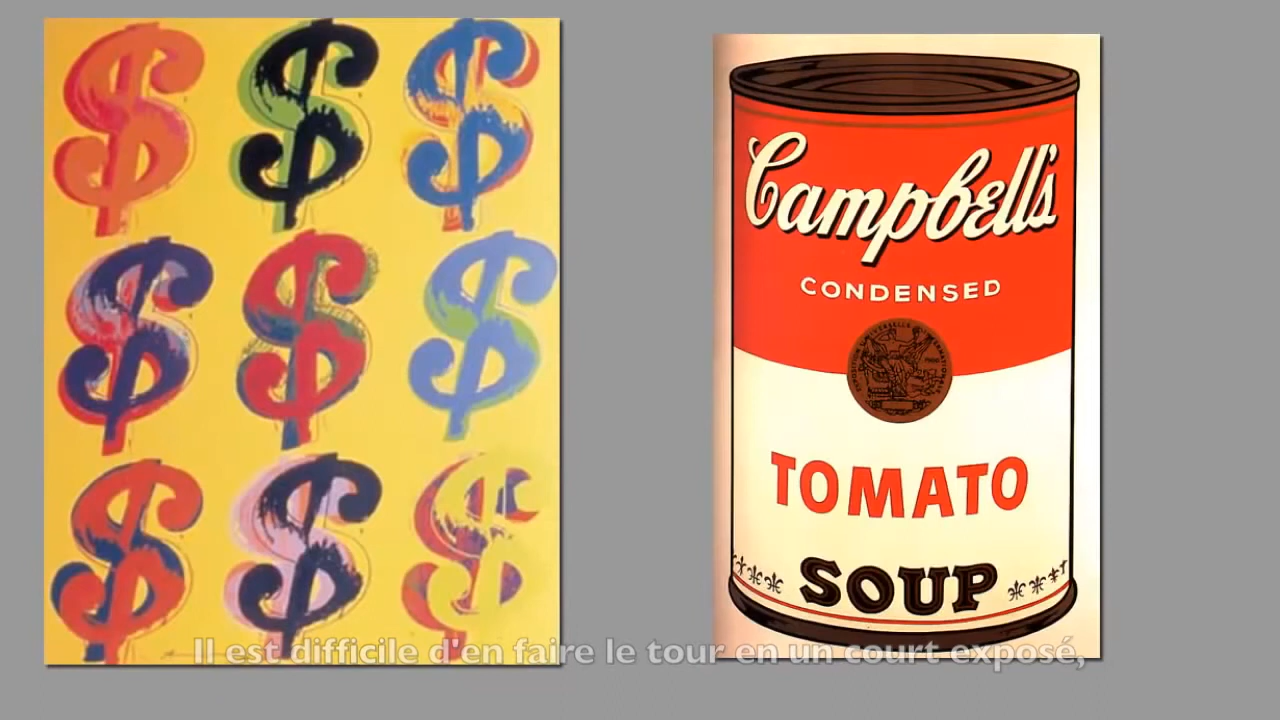 Campbell's
CONDENSED
TOMATO
SOUP
Il est difficile d'en faire le tour en un court exposé,